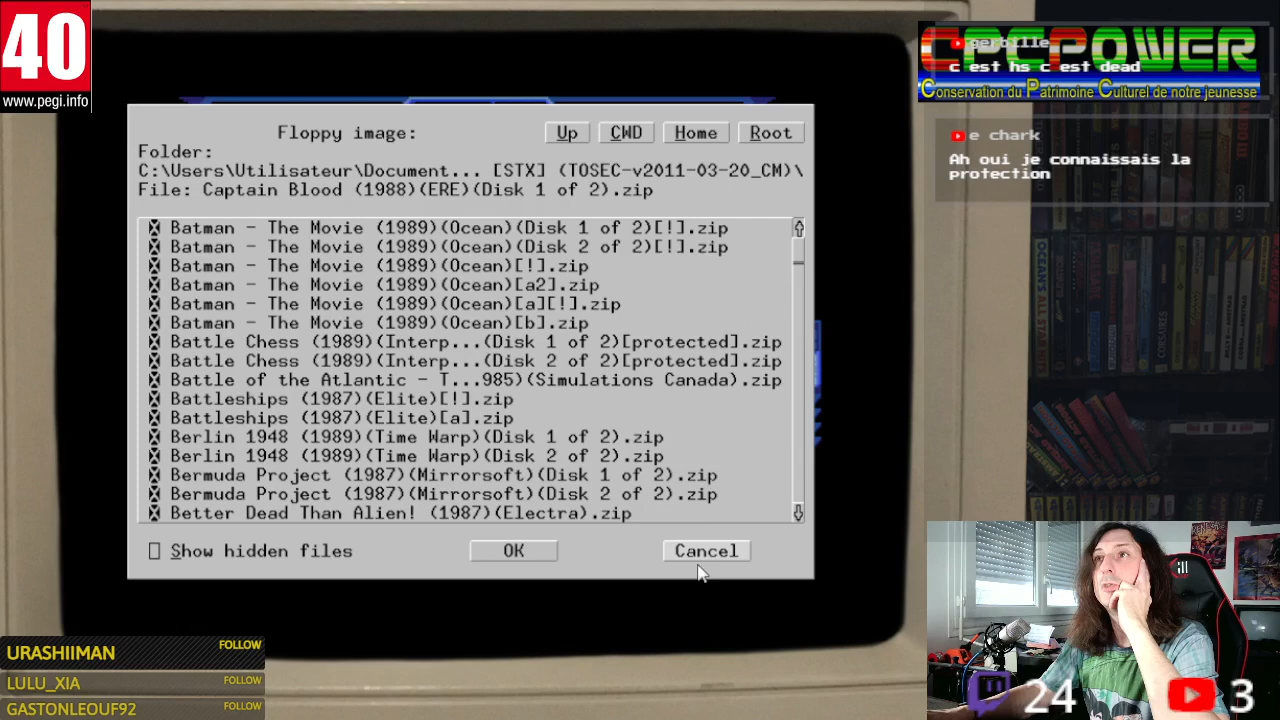 40
www.pegi.info
CPCPOWER
Conservation du Patrimoine Culturel de notre jeunesse
gerbille
c est hs c est dead
e chark
Ah oui je connaissais la
protection
Floppy image:
Up CWD Home Root
Folder:
C:\Users\Utilisateur\Document... [STX] (TOSEC-v2011-03-20_CM)\
File: Captain Blood (1988)(ERE)(Disk 1 of 2).zip
Batman - The Movie (1989)(Ocean)(Disk 1 of 2)[!].zip
Batman - The Movie (1989)(Ocean)(Disk 2 of 2)[!].zip
Batman - The Movie (1989)(Ocean)[!].zip
Batman - The Movie (1989)(Ocean)[a2].zip
Batman - The Movie (1989)(Ocean)[a][!].zip
Batman - The Movie (1989)(Ocean)[b].zip
Battle Chess (1989)(Interp...(Disk 1 of 2)[protected].zip
Battle Chess (1989)(Interp...(Disk 2 of 2)[protected].zip
Battle of the Atlantic - T...985)(Simulations Canada).zip
Battleships (1987)(Elite)[!].zip
Battleships (1987)(Elite)[a].zip
Berlin 1948 (1989)(Time Warp)(Disk 1 of 2).zip
Berlin 1948 (1989)(Time Warp)(Disk 2 of 2).zip
Bermuda Project (1987)(Mirrorsoft)(Disk 1 of 2).zip
Bermuda Project (1987)(Mirrorsoft)(Disk 2 of 2).zip
Better Dead Than Alien! (1987)(Electra).zip
Show hidden files
OK
Cancel
URASHIIMAN FOLLOW
LULU_XIA FOLLOW
GASTONLEOUF92 FOLLOW
24
3